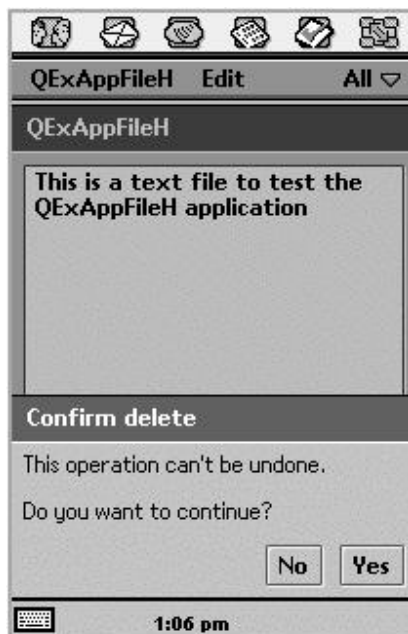 QExAppFileH Edit All
QExAppFileH
This is a text file to test the
QExAppFileH application
Confirm delete
This operation can't be undone.
Do you want to continue?
No Yes
1:06 pm